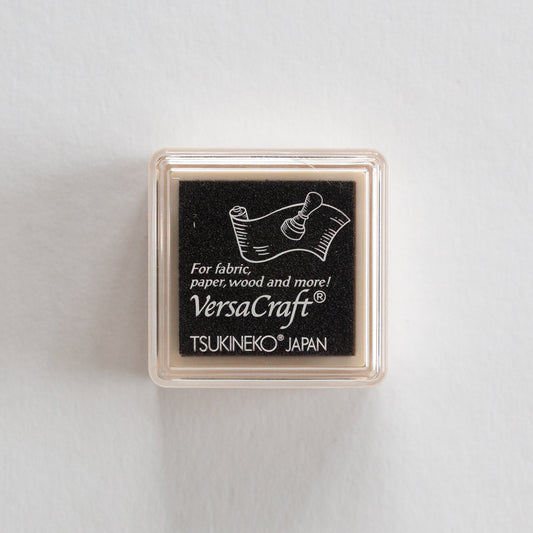 For fabric,
paper, wood and more!
VersaCraft®
TSUKINEKO® JAPAN